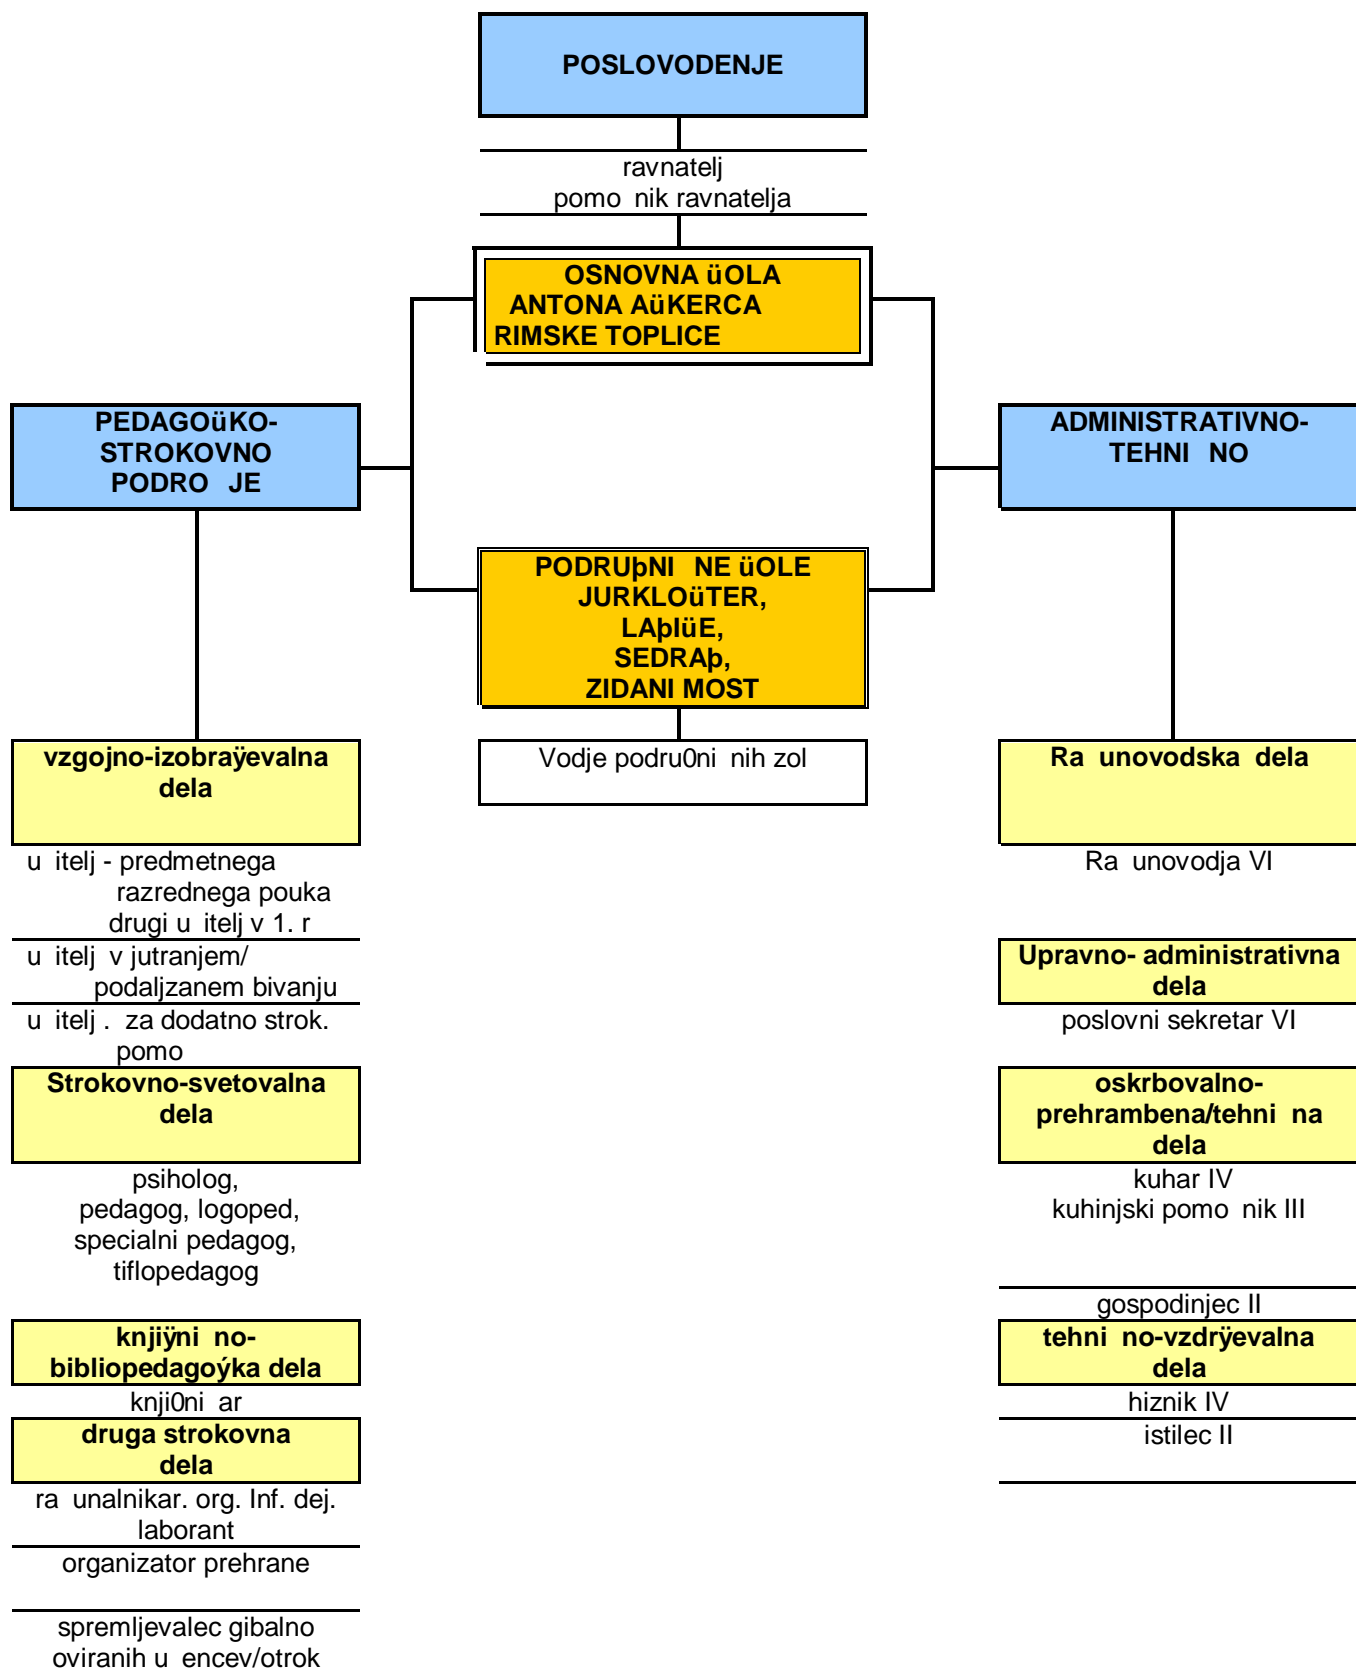 POSLOVODENJE
ravnatelj
pomo nik ravnatelja
OSNOVNA üOLA
ANTONA AüKERCA
RIMSKE TOPLICE
PEDAGOüKO-
STROKOVNO
PODRO JE
ADMINISTRATIVNO-
TEHNI NO
PODRUþNI NE üOLE
JURKLOüTER,
LAþIüE,
SEDRAþ,
ZIDANI MOST
Vodje podru0ni nih zol
vzgojno-izobraÿevalna
dela
u itelj - predmetnega
razrednega pouka
drugi u itelj v 1. r
u itelj v jutranjem/
podaljzanem bivanju
u itelj . za dodatno strok.
pomo
Strokovno-svetovalna
dela
psiholog,
pedagog, logoped,
specialni pedagog,
tiflopedagog
knjiÿni no-
bibliopedagoýka dela
knji0ni ar
druga strokovna
dela
ra unalnikar. org. Inf. dej.
laborant
organizator prehrane
spremljevalec gibalno
oviranih u encev/otrok
Ra unovodska dela
Ra unovodja VI
Upravno- administrativna
dela
poslovni sekretar VI
oskrbovalno-
prehrambena/tehni na
dela
kuhar IV
kuhinjski pomo nik III
gospodinjec II
tehni no-vzdrÿevalna
dela
hiznik IV
istilec II